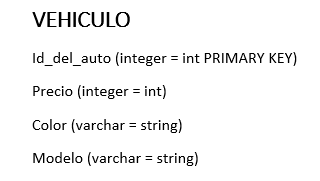 VEHICULO
Id_del_auto (integer = int PRIMARY KEY)
Precio (integer = int)
Color (varchar = string)
Modelo (varchar = string)